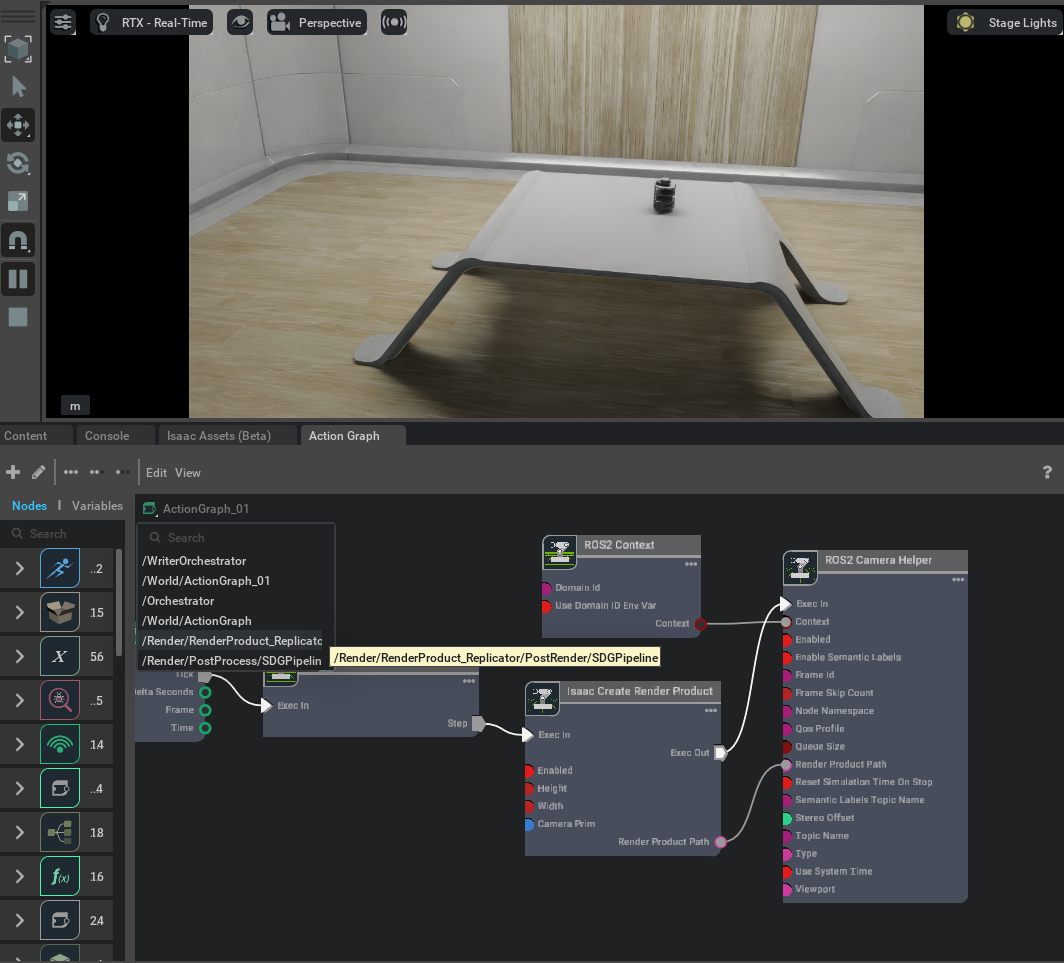 RTX - Real-Time
Perspective
Stage Lights
m
Content
Console
Isaac Assets (Beta)
Action Graph
Edit
View
?
Nodes
Variables
Search
..2
15
56
..5
14
..4
18
16
24
ActionGraph_01
Search
/WriterOrchestrator
/World/ActionGraph_01
/Orchestrator
/World/ActionGraph
/Render/RenderProduct_Replicato
/Render/PostProcess/SDGPipelin
/Render/RenderProduct_Replicator/PostRender/SDGPipeline
Tick
Delta Seconds
Frame
Time
Exec In
Step
ROS2 Context
Domain Id
Use Domain ID Env Var
Context
Isaac Create Render Product
Exec In
Exec Out
Enabled
Height
Width
Camera Prim
Render Product Path
ROS2 Camera Helper
Exec In
Context
Enabled
Enable Semantic Labels
Frame Id
Frame Skip Count
Node Namespace
Qos Profile
Queue Size
Render Product Path
Reset Simulation Time On Stop
Semantic Labels Topic Name
Stereo Offset
Topic Name
Type
Use System Time
Viewport
X
f(x)